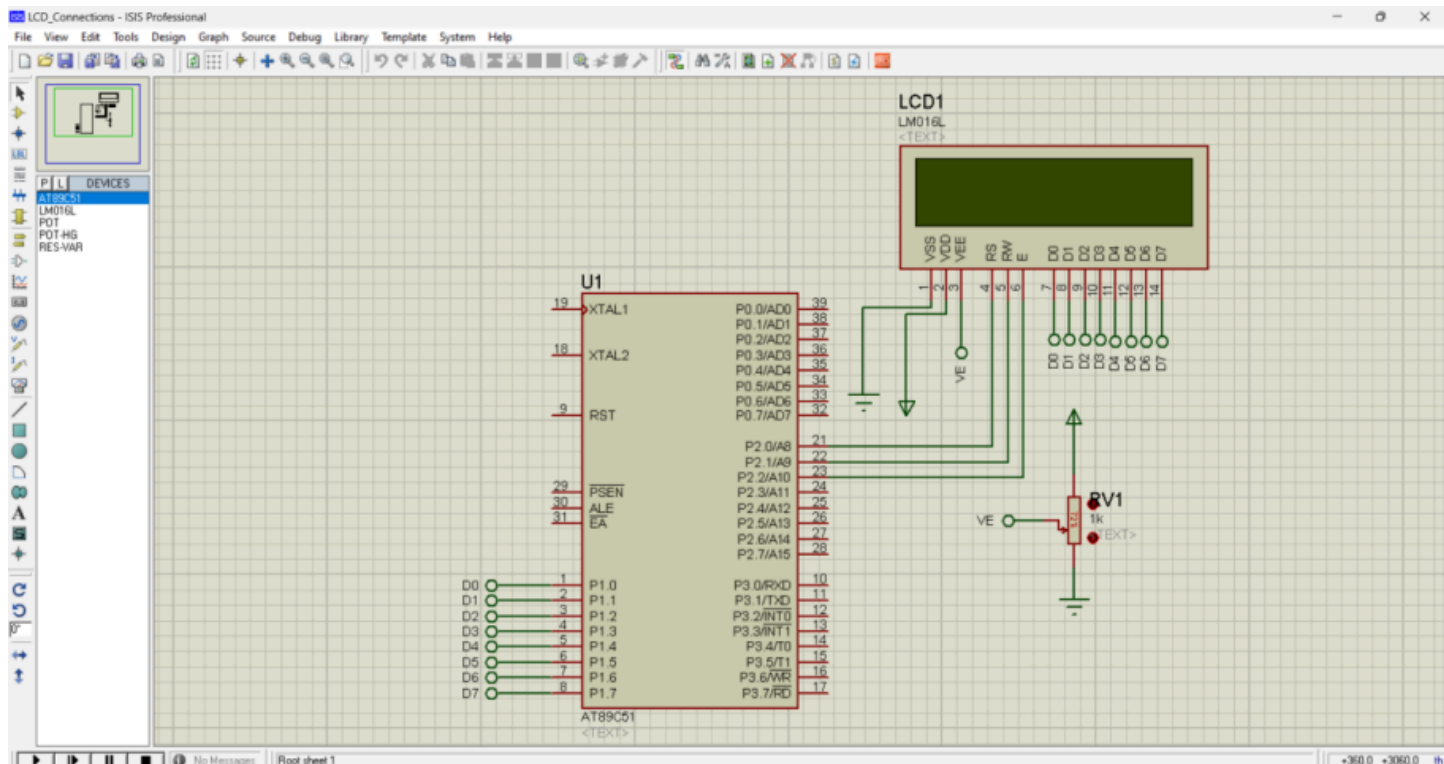 LCD_Connections - ISIS Professional
File View Edit Tools Design Graph Source Debug Library Template System Help
P L DEVICES
AT89C51
LM016L
POT
POT-HG
RES-VAR
LCD1
LM016L
<TEXT>
VSS VDD VEE RS RW E D0 D1 D2 D3 D4 D5 D6 D7
1 2 3 4 5 6 7 8 9 10 11 12 13 14
VE
D0 D1 D2 D3 D4 D5 D6 D7
U1
19 XTAL1 P0.0/AD0 39
P0.1/AD1 38
P0.2/AD2 37
18 XTAL2 P0.3/AD3 36
P0.4/AD4 35
P0.5/AD5 34
P0.6/AD6 33
9 RST P0.7/AD7 32
P2.0/A8 21
P2.1/A9 22
P2.2/A10 23
29 PSEN P2.3/A11 24
30 ALE P2.4/A12 25
31 EA P2.5/A13 26
P2.6/A14 27
P2.7/A15 28
D0 1 P1.0 P3.0/RXD 10
D1 2 P1.1 P3.1/TXD 11
D2 3 P1.2 P3.2/INT0 12
D3 4 P1.3 P3.3/INT1 13
D4 5 P1.4 P3.4/T0 14
D5 6 P1.5 P3.5/T1 15
D6 7 P1.6 P3.6/WR 16
D7 8 P1.7 P3.7/RD 17
AT89C51
<TEXT>
RV1
VE 1k
<TEXT>
No Messages Root sheet 1 +360.0 +3060.0 th